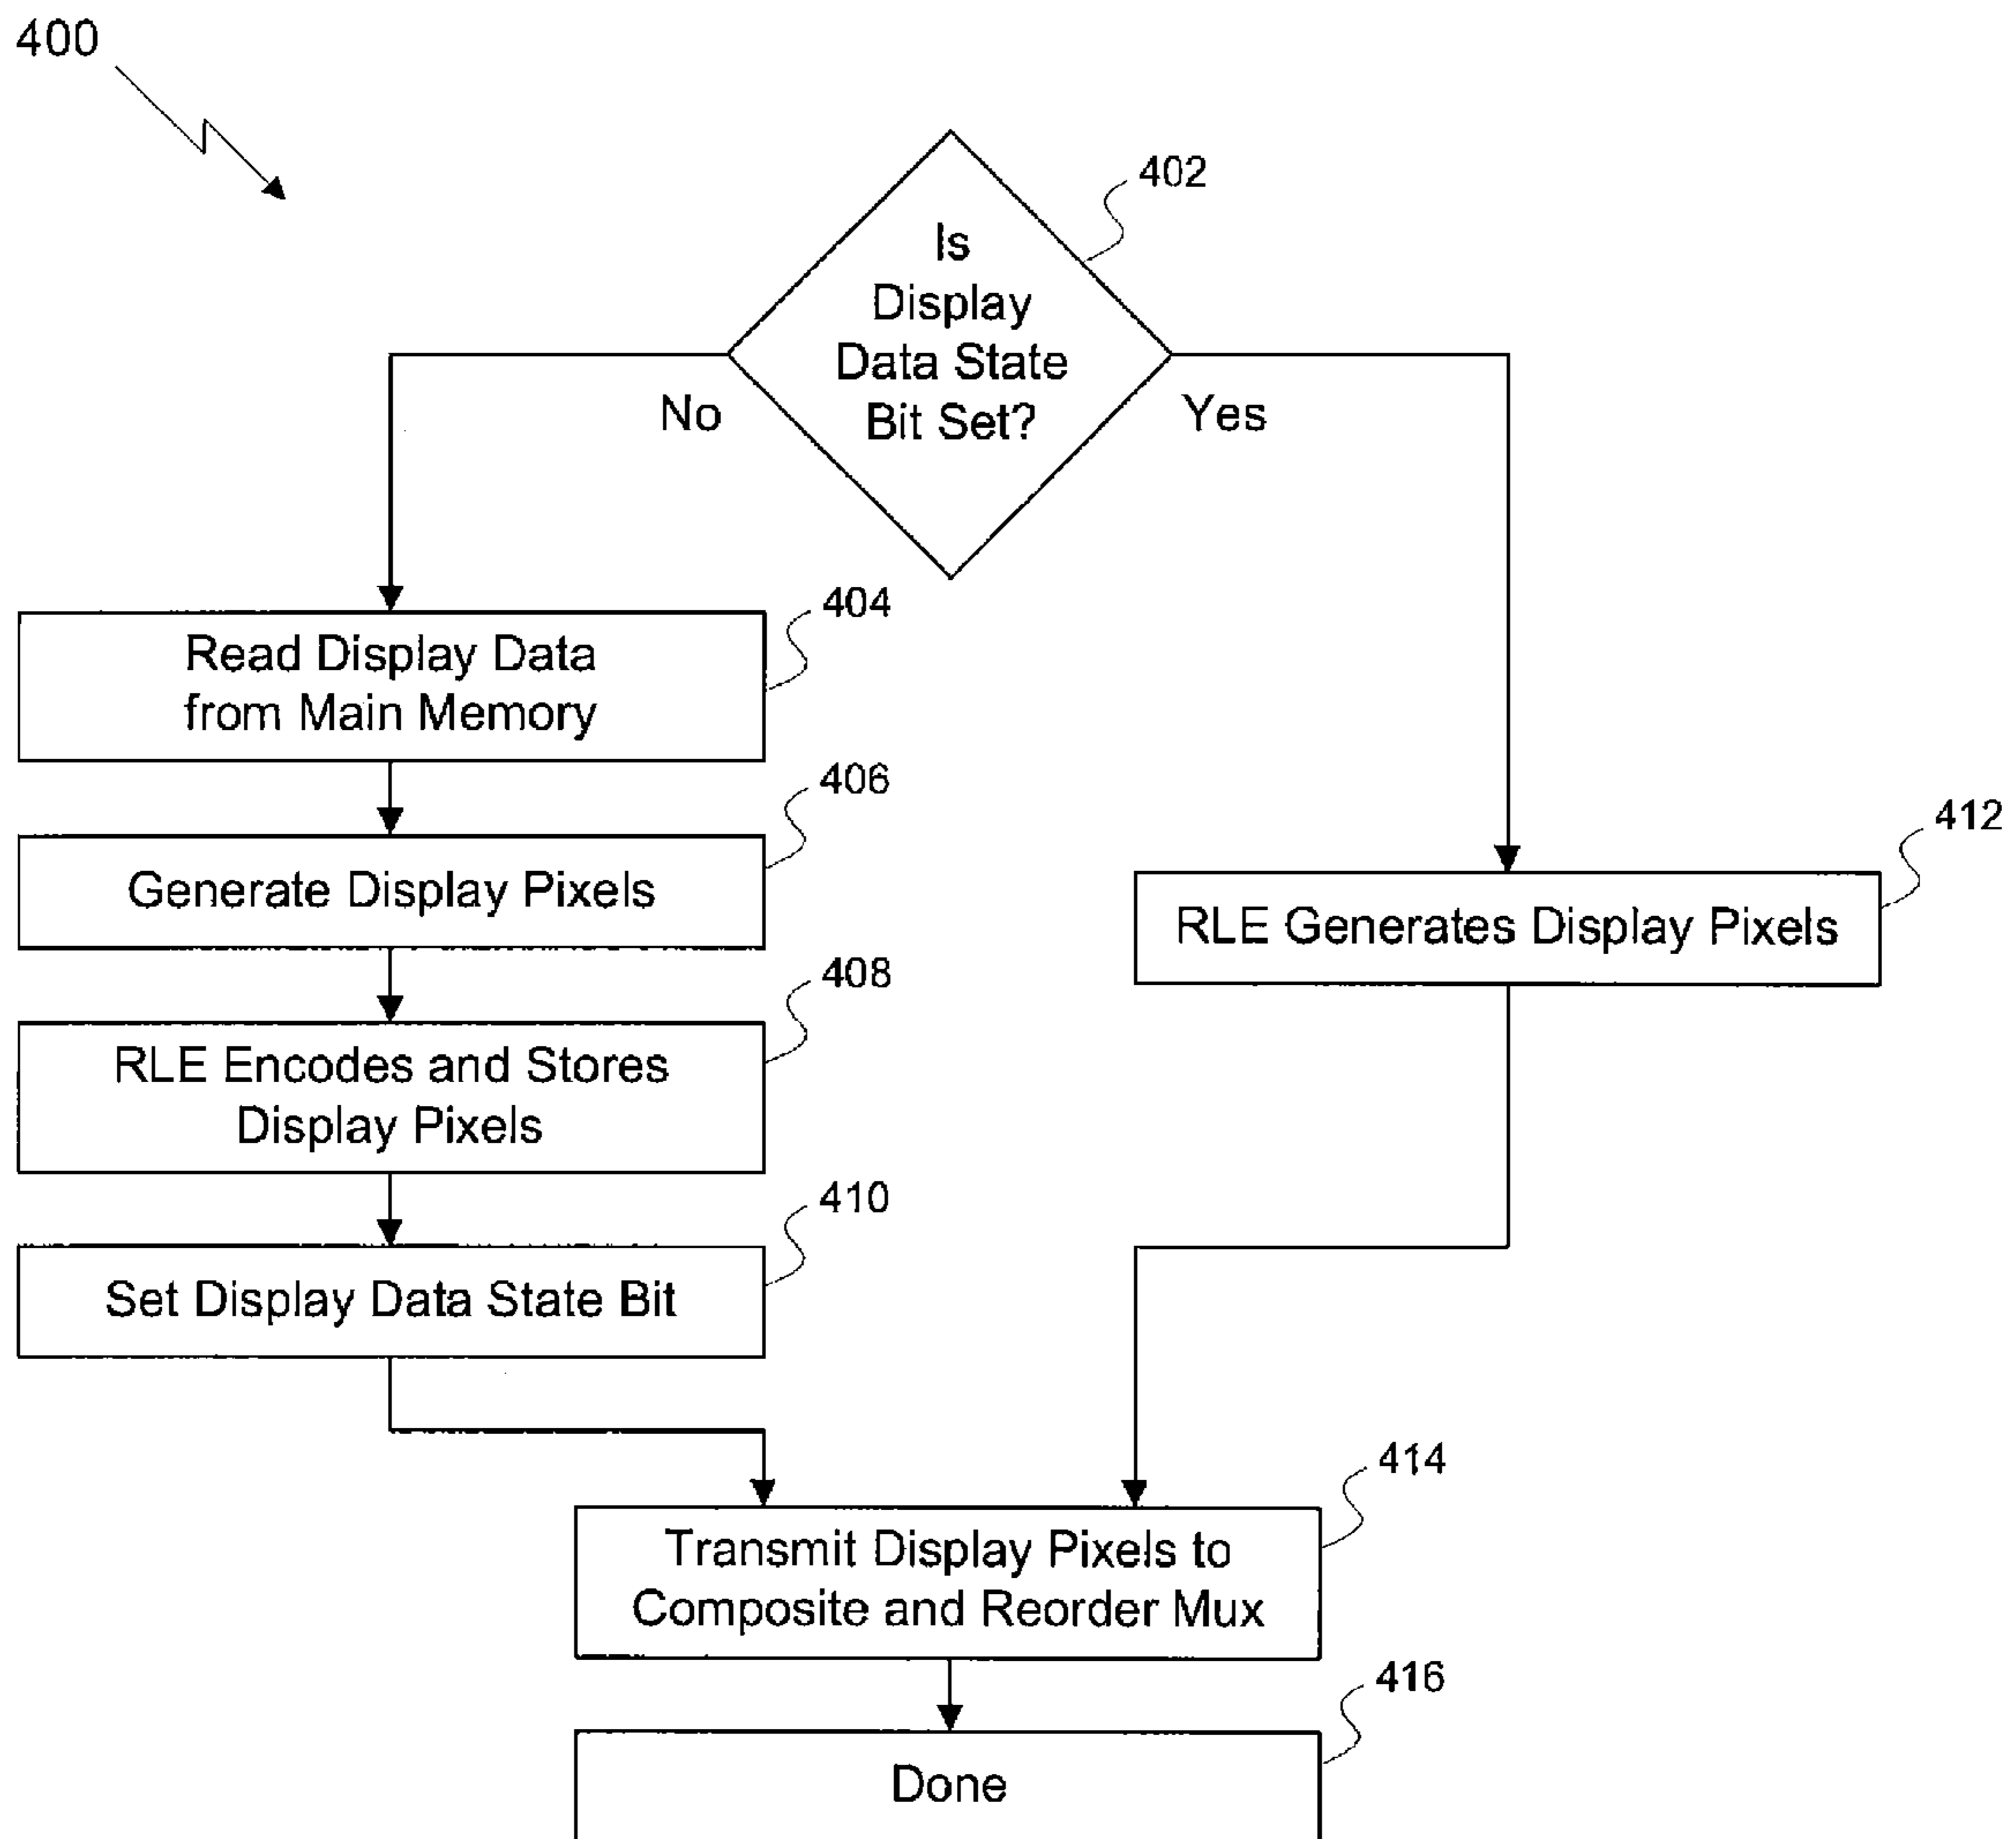 400
402
Is
Display
Data State
Bit Set?
No
Yes
404
Read Display Data
from Main Memory
406
Generate Display Pixels
412
RLE Generates Display Pixels
408
RLE Encodes and Stores
Display Pixels
410
Set Display Data State Bit
414
Transmit Display Pixels to
Composite and Reorder Mux
416
Done